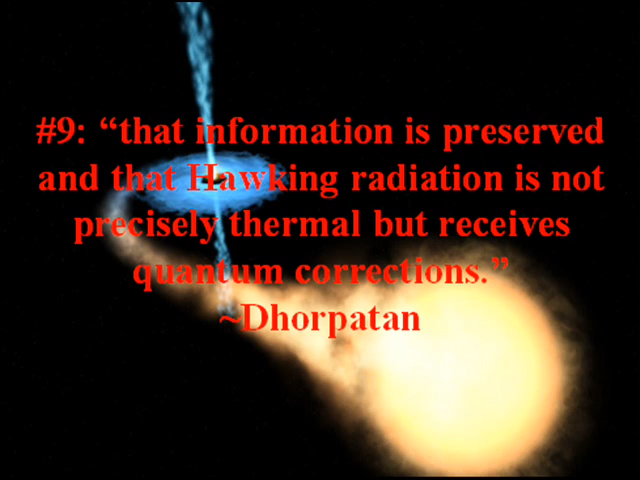 #9: “that information is preserved
and that Hawking radiation is not
precisely thermal but receives
quantum corrections.”
~Dhorpatan